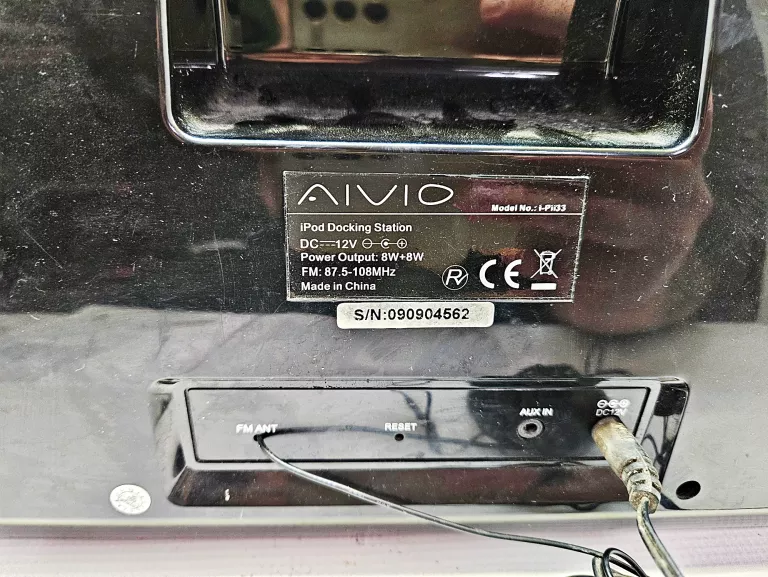 AIVIO
Model No.: i-Pii33
iPod Docking Station
DC 12V
Power Output: 8W+8W
FM: 87.5-108MHz
Made in China
CE
S/N:090904562
FM ANT
RESET
AUX IN
DC12V